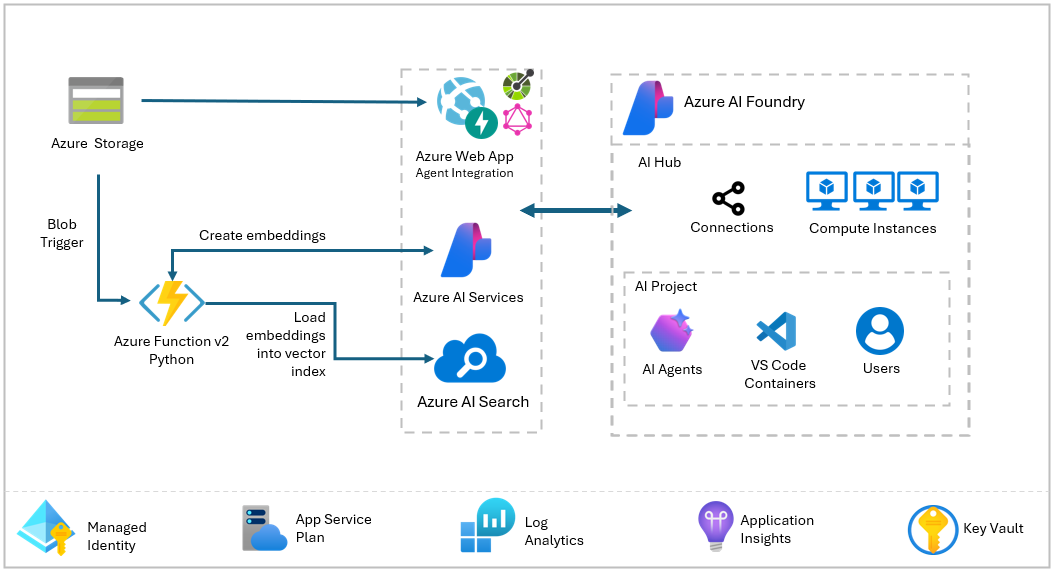 Azure Storage
Blob
Trigger
Create embeddings
Azure Function v2
Python
Load
embeddings
into vector
index
Azure Web App
Agent Integration
Azure AI Services
Azure AI Search
Azure AI Foundry
AI Hub
Connections
Compute Instances
AI Project
AI Agents
VS Code
Containers
Users
Managed
Identity
App Service
Plan
Log
Analytics
Application
Insights
Key Vault